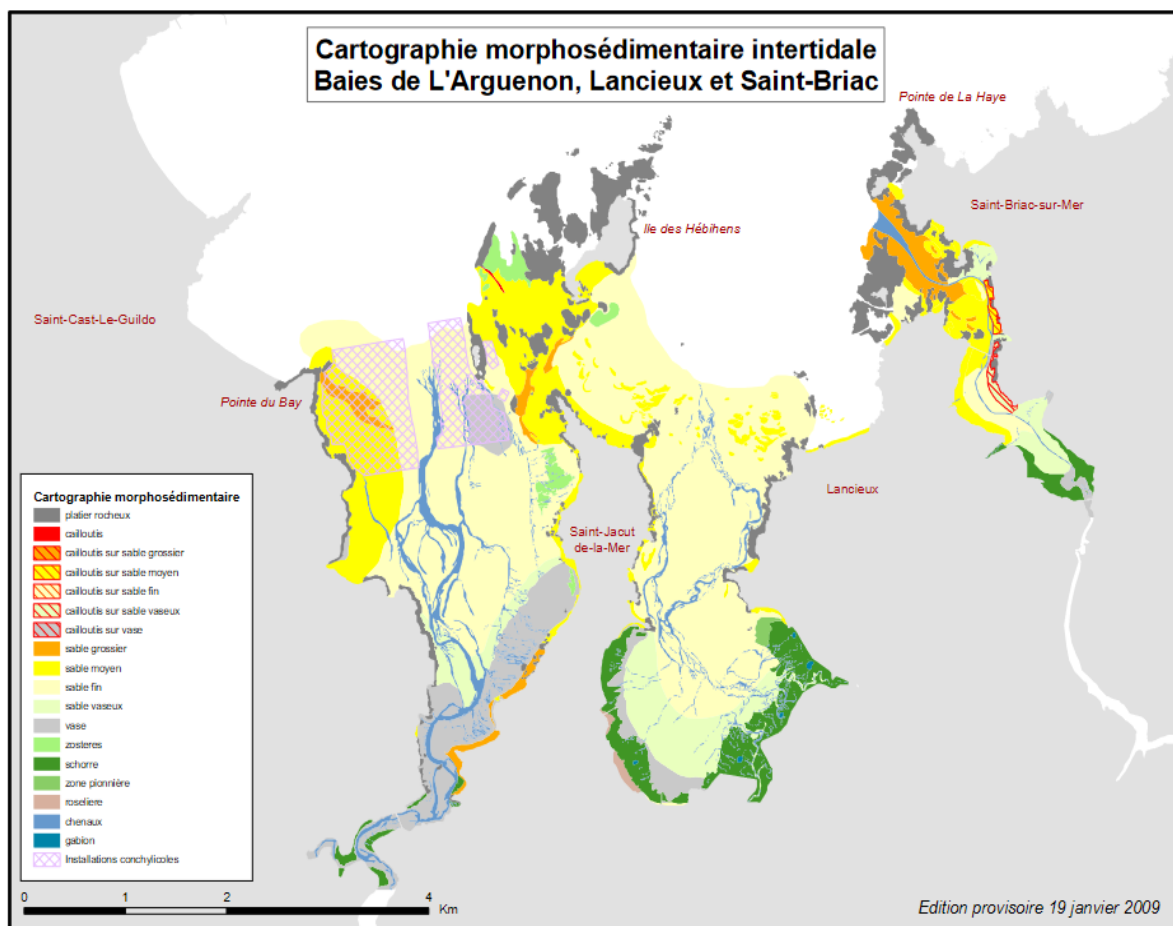 Cartographie morphosédimentaire intertidale
Baies de L'Arguenon, Lancieux et Saint-Briac
Pointe de La Haye
Saint-Briac-sur-Mer
Ile des Hébihens
Saint-Cast-Le-Guildo
Pointe du Bay
Lancieux
Saint-Jacut
de-la-Mer
Cartographie morphosédimentaire
platier rocheux
cailloutis
cailloutis sur sable grossier
cailloutis sur sable moyen
cailloutis sur sable fin
cailloutis sur sable vaseux
cailloutis sur vase
sable grossier
sable moyen
sable fin
sable vaseux
vase
zosteres
schorre
zone pionnière
roseliere
chenaux
gabion
Installations conchylicoles
0 1 2 4
Km
Edition provisoire 19 janvier 2009